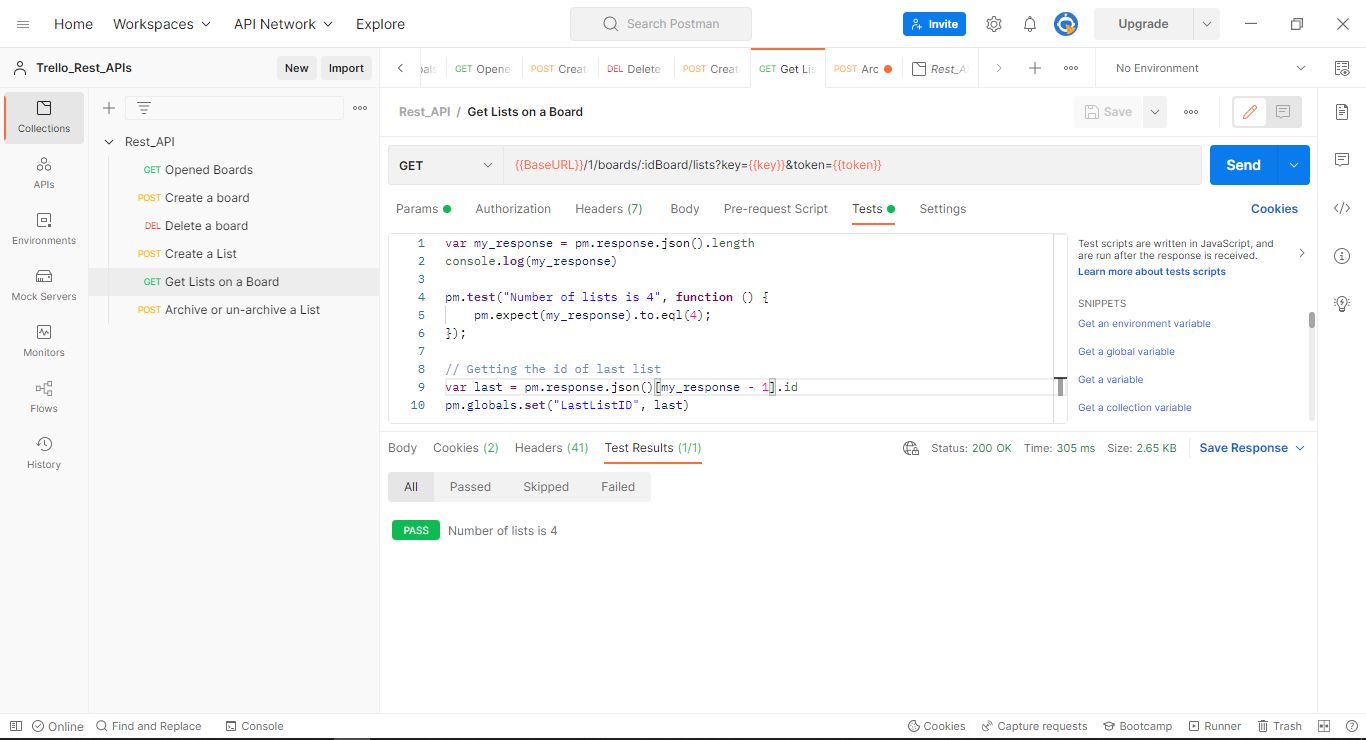 Home Workspaces API Network Explore Search Postman Invite Upgrade
Trello_Rest_APIs New Import
GET Opene POST Creat DEL Delete POST Creat GET Get Lis POST Arc Rest_A No Environment
Collections
APIs
Environments
Mock Servers
Monitors
Flows
History
Rest_API
GET Opened Boards
POST Create a board
DEL Delete a board
POST Create a List
GET Get Lists on a Board
POST Archive or un-archive a List
Rest_API / Get Lists on a Board Save
GET {{BaseURL}}/1/boards/:idBoard/lists?key={{key}}&token={{token}} Send
Params Authorization Headers (7) Body Pre-request Script Tests Settings Cookies
1 var my_response = pm.response.json().length
2 console.log(my_response)
3
4 pm.test("Number of lists is 4", function () {
5 pm.expect(my_response).to.eql(4);
6 });
7
8 // Getting the id of last list
9 var last = pm.response.json()[my_response - 1].id
10 pm.globals.set("LastListID", last)
Test scripts are written in JavaScript, and
are run after the response is received.
Learn more about tests scripts
SNIPPETS
Get an environment variable
Get a global variable
Get a variable
Get a collection variable
Body Cookies (2) Headers (41) Test Results (1/1) Status: 200 OK Time: 305 ms Size: 2.65 KB Save Response
All Passed Skipped Failed
PASS Number of lists is 4
Online Find and Replace Console Cookies Capture requests Bootcamp Runner Trash